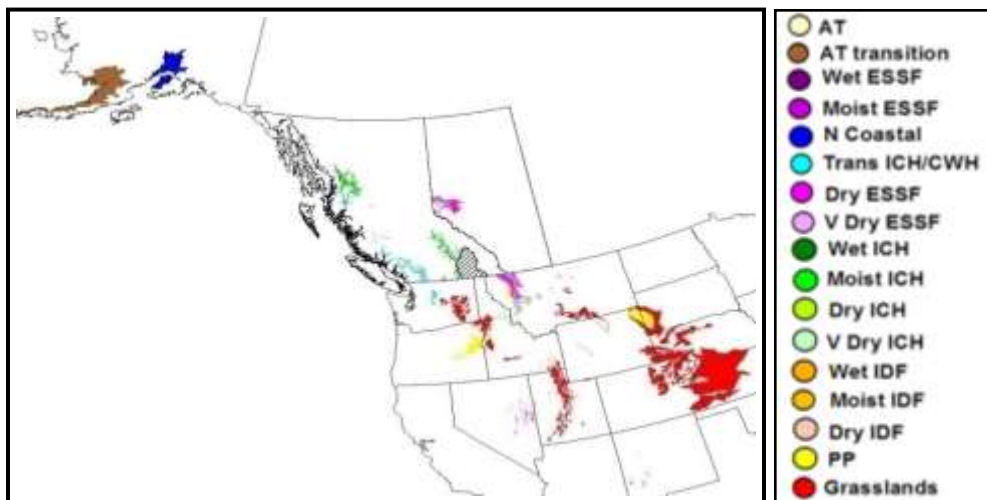 AT
AT transition
Wet ESSF
Moist ESSF
N Coastal
Trans ICH/CWH
Dry ESSF
V Dry ESSF
Wet ICH
Moist ICH
Dry ICH
V Dry ICH
Wet IDF
Moist IDF
Dry IDF
PP
Grasslands